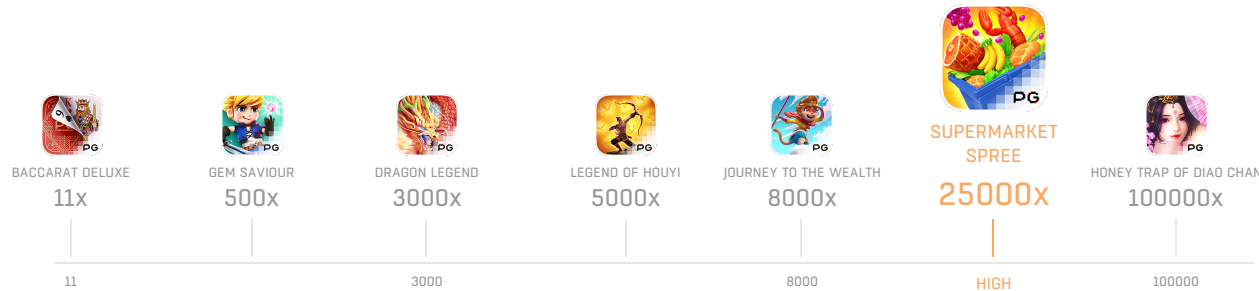 PG
PG
PG
PG
PG
PG
PG
BACCARAT DELUXE
11x
GEM SAVIOUR
500x
DRAGON LEGEND
3000x
LEGEND OF HOUYI
5000x
JOURNEY TO THE WEALTH
8000x
SUPERMARKET
SPREE
25000x
HONEY TRAP OF DIAO CHAN
100000x
11
3000
8000
HIGH
100000